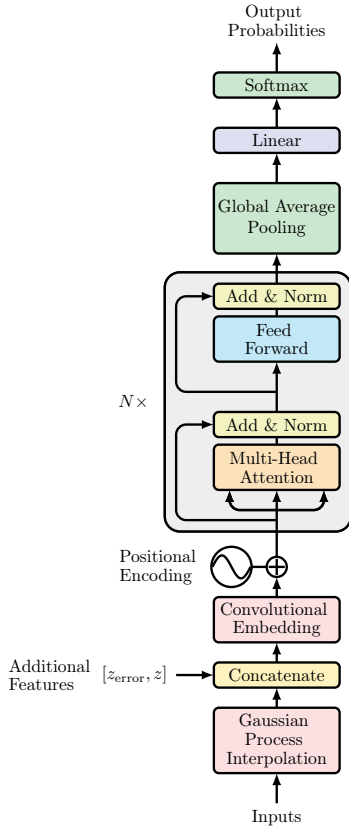 Output
Probabilities
Softmax
Linear
Global Average
Pooling
Add & Norm
Feed
Forward
N×
Add & Norm
Multi-Head
Attention
Positional
Encoding
Convolutional
Embedding
Additional
Features
[z_error, z]
Concatenate
Gaussian
Process
Interpolation
Inputs